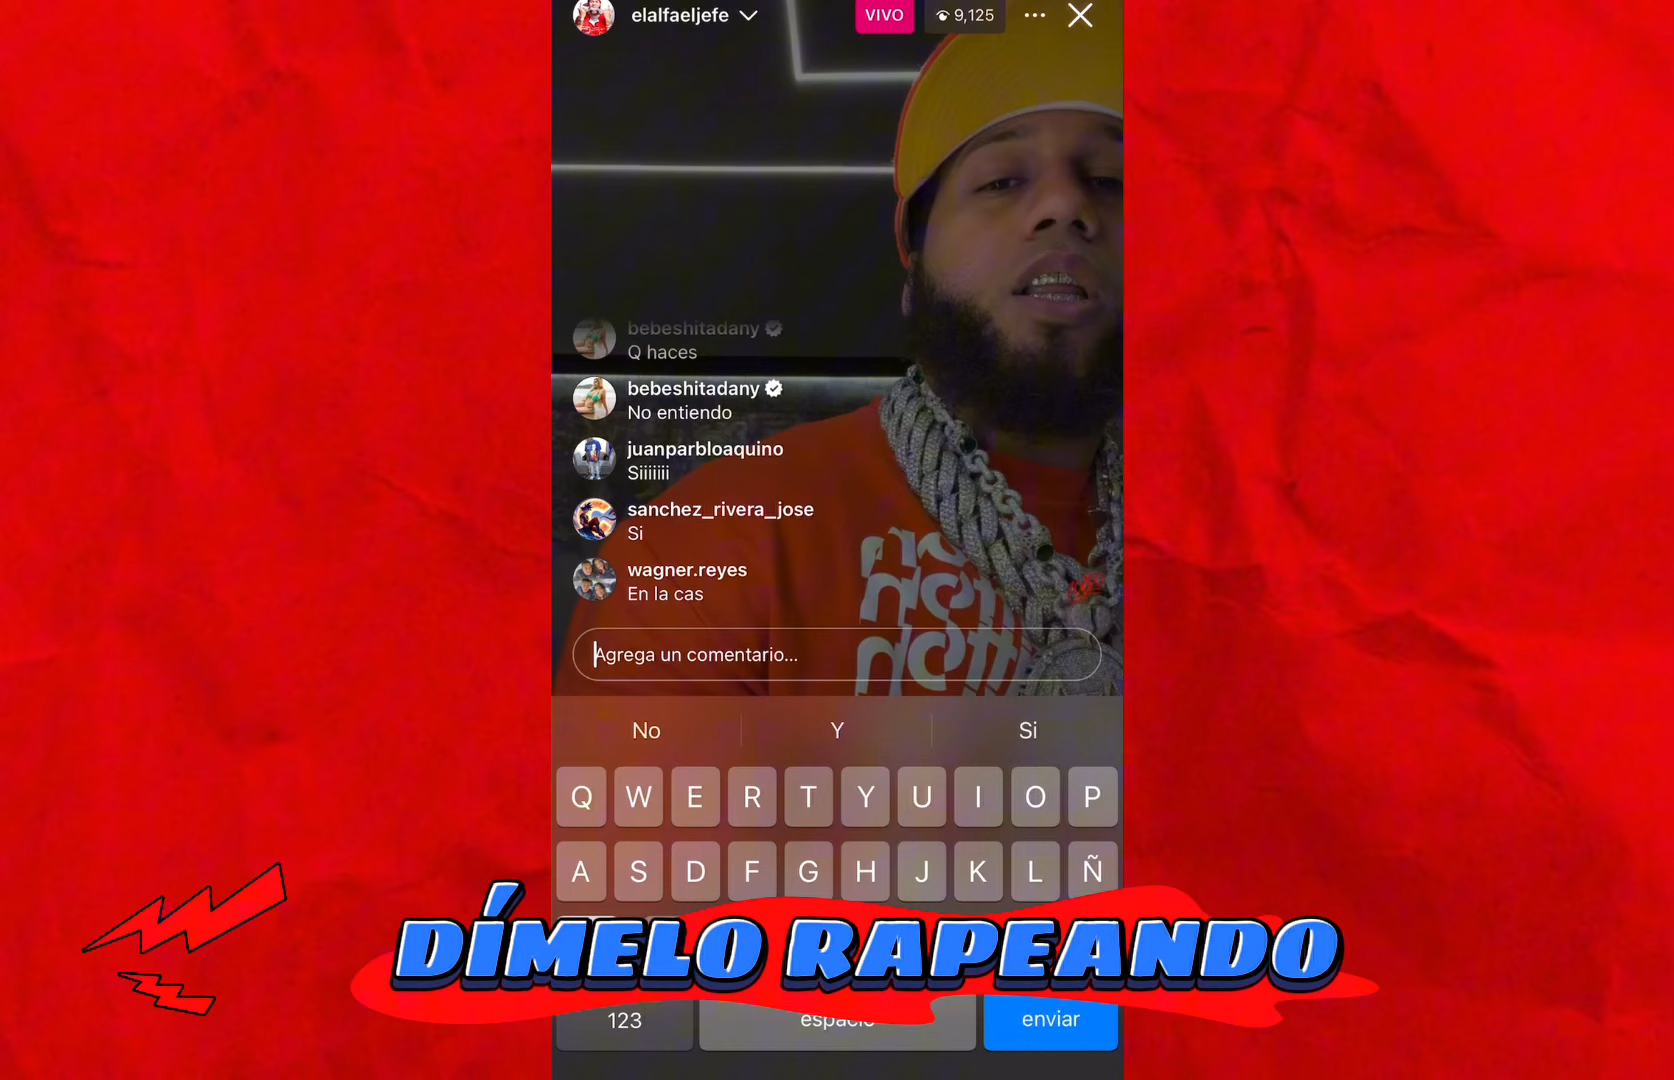 elalfaeljefe
VIVO
9,125
bebeshitadany
Q haces
bebeshitadany
No entiendo
juanparbloaquino
Siiiiiii
sanchez_rivera_jose
Si
wagner.reyes
En la cas
Agrega un comentario...
No
Y
Si
Q W E R T Y U I O P
A S D F G H J K L Ñ
DÍMELO RAPEANDO
123
espacio
enviar